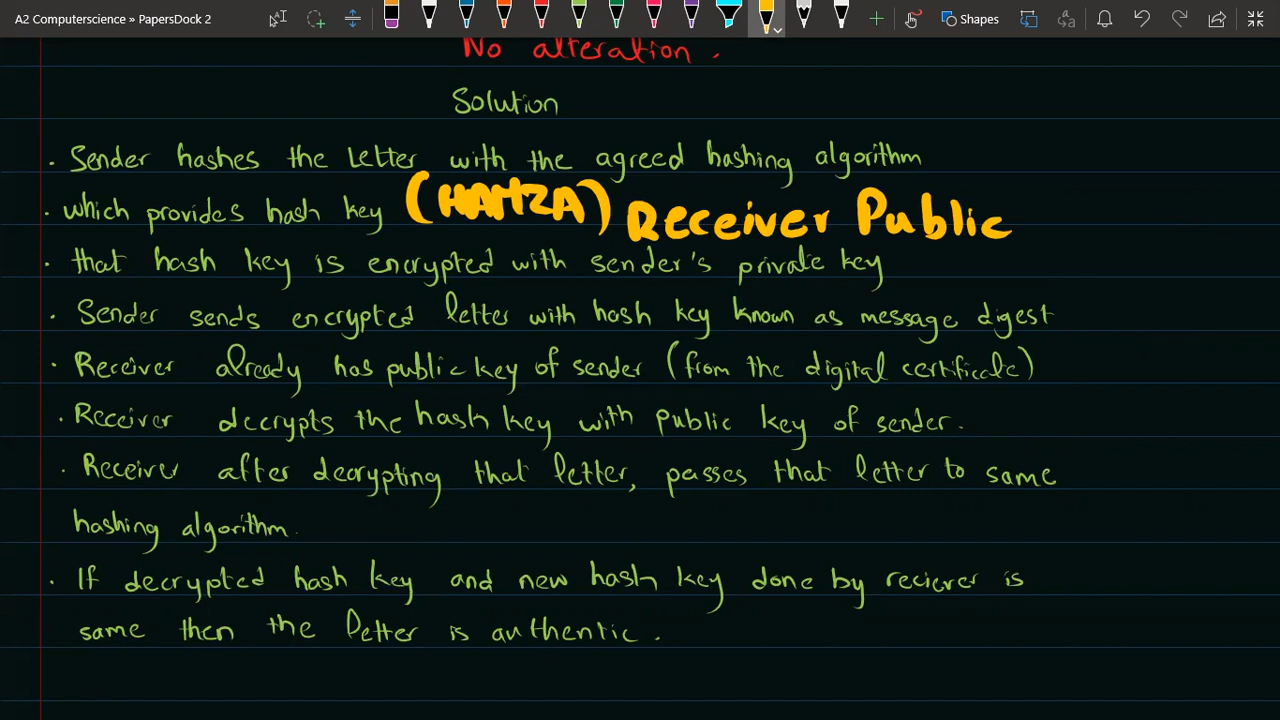 A2 Computerscience » PapersDock 2
Shapes
No alteration.
Solution
. Sender hashes the Letter with the agreed hashing algorithm
. which provides hash key (HAMZA) Receiver Public
. that hash key is encrypted with sender's private key
. Sender sends encrypted letter with hash key known as message digest
. Receiver already has public key of sender (from the digital certificate)
. Receiver decrypts the hash key with public key of sender.
. Receiver after decrypting that letter, passes that letter to same
hashing algorithm.
. If decrypted hash key and new hash key done by reciever is
same then the letter is authentic.